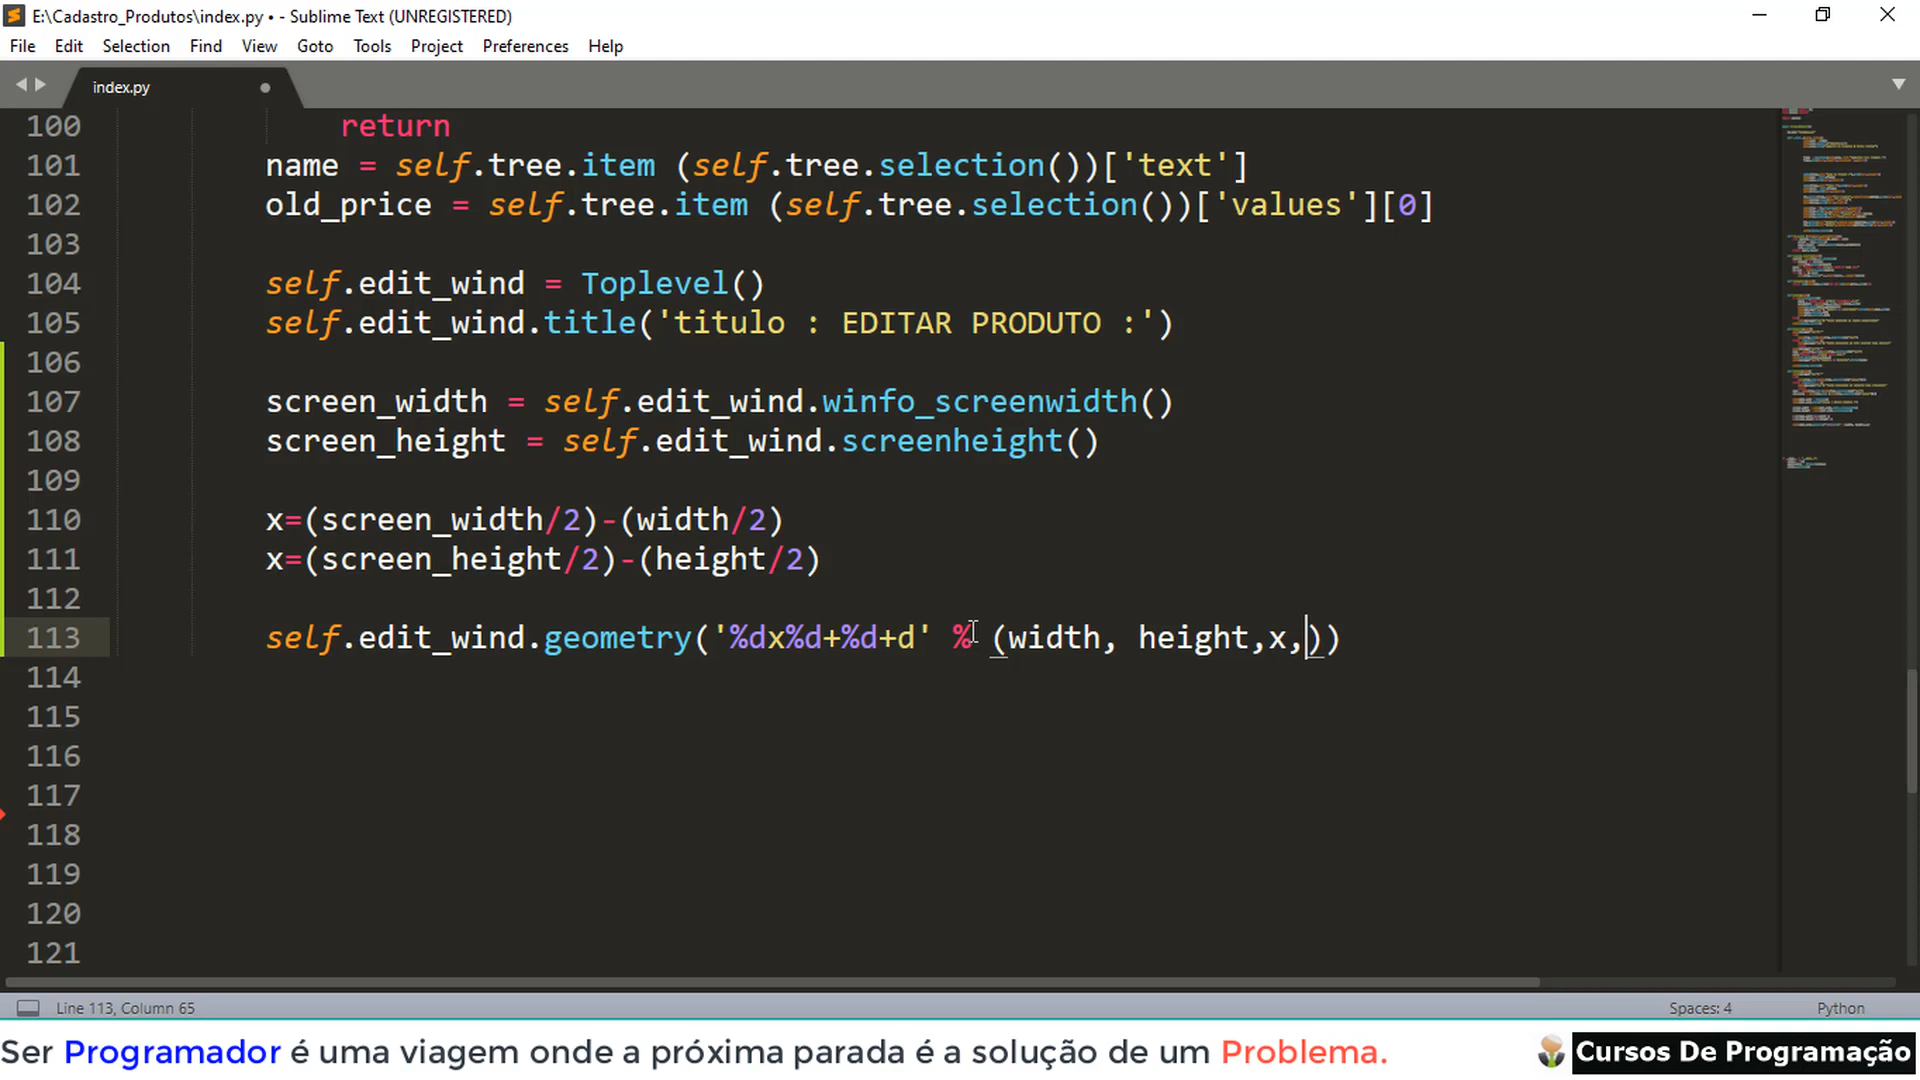 E:\Cadastro_Produtos\index.py • - Sublime Text (UNREGISTERED)
File Edit Selection Find View Goto Tools Project Preferences Help
index.py
100 return
101 name = self.tree.item (self.tree.selection())['text']
102 old_price = self.tree.item (self.tree.selection())['values'][0]
103
104 self.edit_wind = Toplevel()
105 self.edit_wind.title('titulo : EDITAR PRODUTO :')
106
107 screen_width = self.edit_wind.winfo_screenwidth()
108 screen_height = self.edit_wind.screenheight()
109
110 x=(screen_width/2)-(width/2)
111 x=(screen_height/2)-(height/2)
112
113 self.edit_wind.geometry('%dx%d+%d+d' % (width, height,x,))
114
115
116
117
118
119
120
121
Line 113, Column 65 Spaces: 4 Python
Ser Programador é uma viagem onde a próxima parada é a solução de um Problema. Cursos De Programação